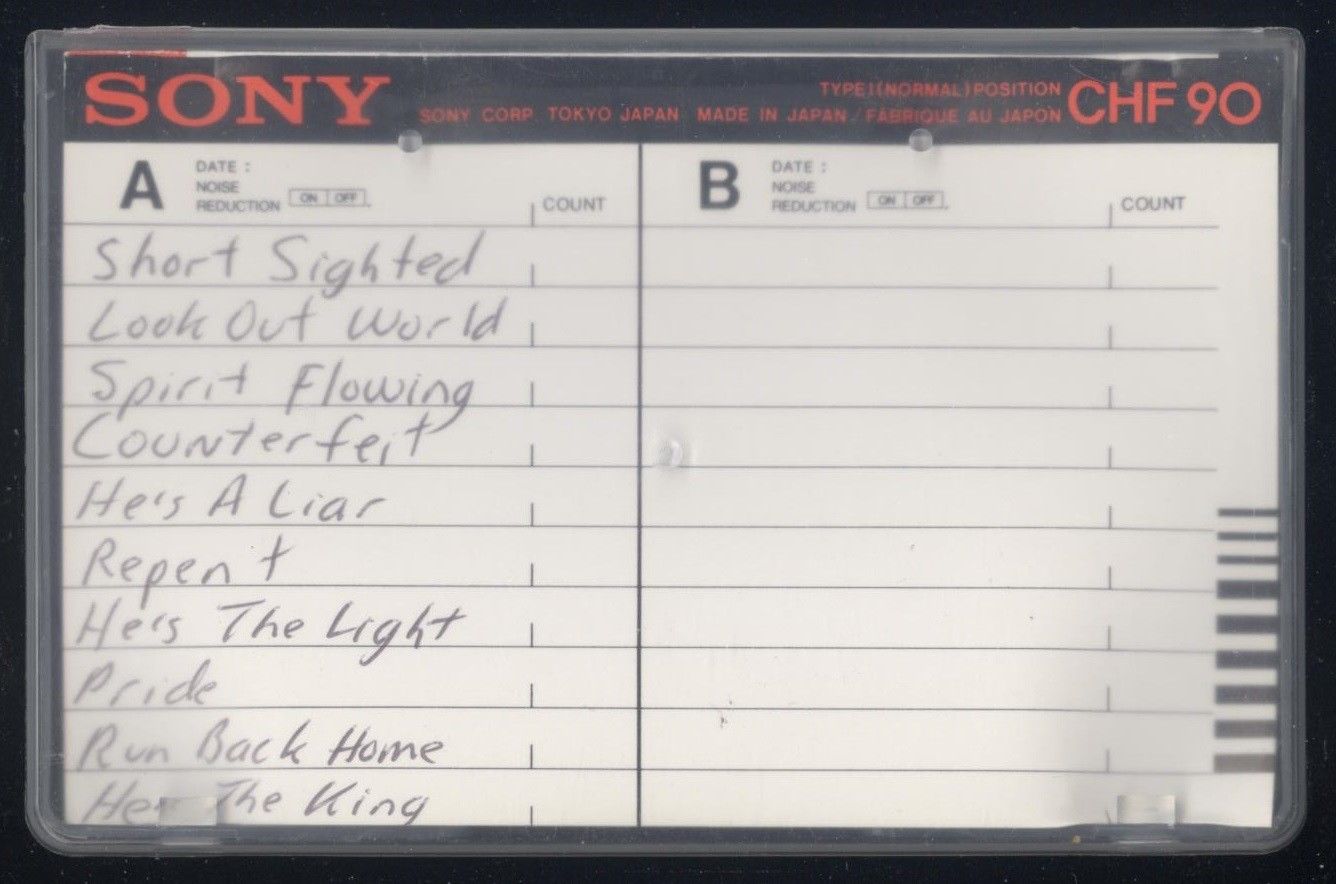 SONY
TYPE I (NORMAL) POSITION
CHF 90
SONY CORP. TOKYO JAPAN MADE IN JAPAN / FABRIQUÉ AU JAPON
A DATE :
NOISE
REDUCTION ON OFF
COUNT
B DATE :
NOISE
REDUCTION ON OFF
COUNT
Short Sighted
Look Out World
Spirit Flowing
Counterfeit
He's A Liar
Repent
He's The Light
Pride
Run Back Home
The King